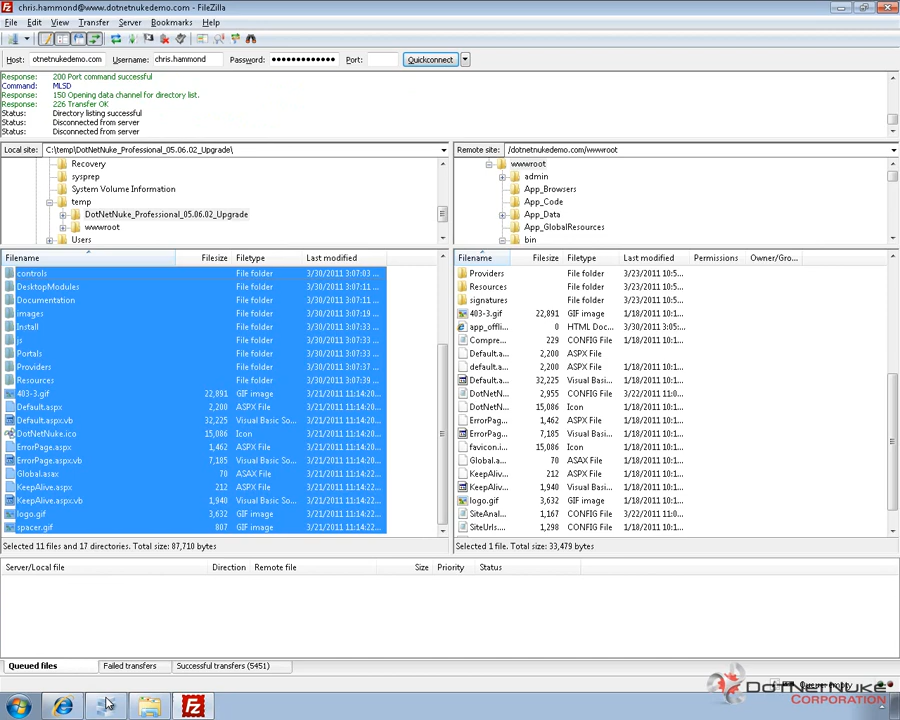 chris.hammond@www.dotnetnukedemo.com - FileZilla
File Edit View Transfer Server Bookmarks Help
Host: otnetnukedemo.com Username: chris.hammond Password: ●●●●●●●●●●●●●● Port: Quickconnect
Response: 200 Port command successful
Command: MLSD
Response: 150 Opening data channel for directory list.
Response: 226 Transfer OK
Status: Directory listing successful
Status: Disconnected from server
Status: Disconnected from server
Local site: C:\temp\DotNetNuke_Professional_05.06.02_Upgrade\
Recovery
sysprep
System Volume Information
temp
DotNetNuke_Professional_05.06.02_Upgrade
wwwroot
Users
Remote site: /dotnetnukedemo.com/wwwroot
wwwroot
admin
App_Browsers
App_Code
App_Data
App_GlobalResources
bin
Filename Filesize Filetype Last modified
controls File folder 3/30/2011 3:07:03 ...
DesktopModules File folder 3/30/2011 3:07:11 ...
Documentation File folder 3/30/2011 3:07:11 ...
images File folder 3/30/2011 3:07:19 ...
Install File folder 3/30/2011 3:07:33 ...
js File folder 3/30/2011 3:07:33 ...
Portals File folder 3/30/2011 3:07:33 ...
Providers File folder 3/30/2011 3:07:37 ...
Resources File folder 3/30/2011 3:07:39 ...
403-3.gif 22,891 GIF image 3/21/2011 11:14:20...
Default.aspx 2,200 ASPX File 3/21/2011 11:14:20...
Default.aspx.vb 32,225 Visual Basic So... 3/21/2011 11:14:20...
DotNetNuke.ico 15,086 Icon 3/21/2011 11:14:22...
ErrorPage.aspx 1,462 ASPX File 3/21/2011 11:14:22...
ErrorPage.aspx.vb 7,185 Visual Basic So... 3/21/2011 11:14:22...
Global.asax 70 ASAX File 3/21/2011 11:14:22...
KeepAlive.aspx 212 ASPX File 3/21/2011 11:14:22...
KeepAlive.aspx.vb 1,940 Visual Basic So... 3/21/2011 11:14:22...
logo.gif 3,632 GIF image 3/21/2011 11:14:22...
spacer.gif 807 GIF image 3/21/2011 11:14:22...
Selected 11 files and 17 directories. Total size: 87,710 bytes
Filename Filesize Filetype Last modified Permissions Owner/Gro...
Providers File folder 3/23/2011 10:5...
Resources File folder 3/23/2011 10:5...
signatures File folder 3/23/2011 10:5...
403-3.gif 22,891 GIF image 1/18/2011 10:1...
app_offli... 0 HTML Doc... 3/30/2011 3:05:...
Compre... 229 CONFIG File 1/18/2011 10:1...
Default.a... 2,200 ASPX File
default.a... 2,200 ASPX File 1/18/2011 10:1...
Default.a... 32,225 Visual Basi... 1/18/2011 10:1...
DotNetN... 2,955 CONFIG File 1/18/2011 10:1...
DotNetN... 15,086 Icon 1/18/2011 10:1...
ErrorPag... 1,462 ASPX File 1/18/2011 10:1...
ErrorPag... 7,185 Visual Basi... 1/18/2011 10:1...
favicon.i... 15,086 Icon 1/18/2011 10:1...
Global.a... 70 ASAX File 1/18/2011 10:1...
KeepAliv... 212 ASPX File 1/18/2011 10:1...
KeepAliv... 1,940 Visual Basi... 1/18/2011 10:1...
logo.gif 3,632 GIF image 1/18/2011 10:1...
SiteAnal... CONFIG File 3/22/2011 11:0...
SiteUrls.... 1,298 CONFIG File 1/18/2011 10:1...
Selected 1 file. Total size: 33,479 bytes
Server/Local file Direction Remote file Size Priority Status
Queued files Failed transfers Successful transfers (5451)
DotNetNuke
CORPORATION